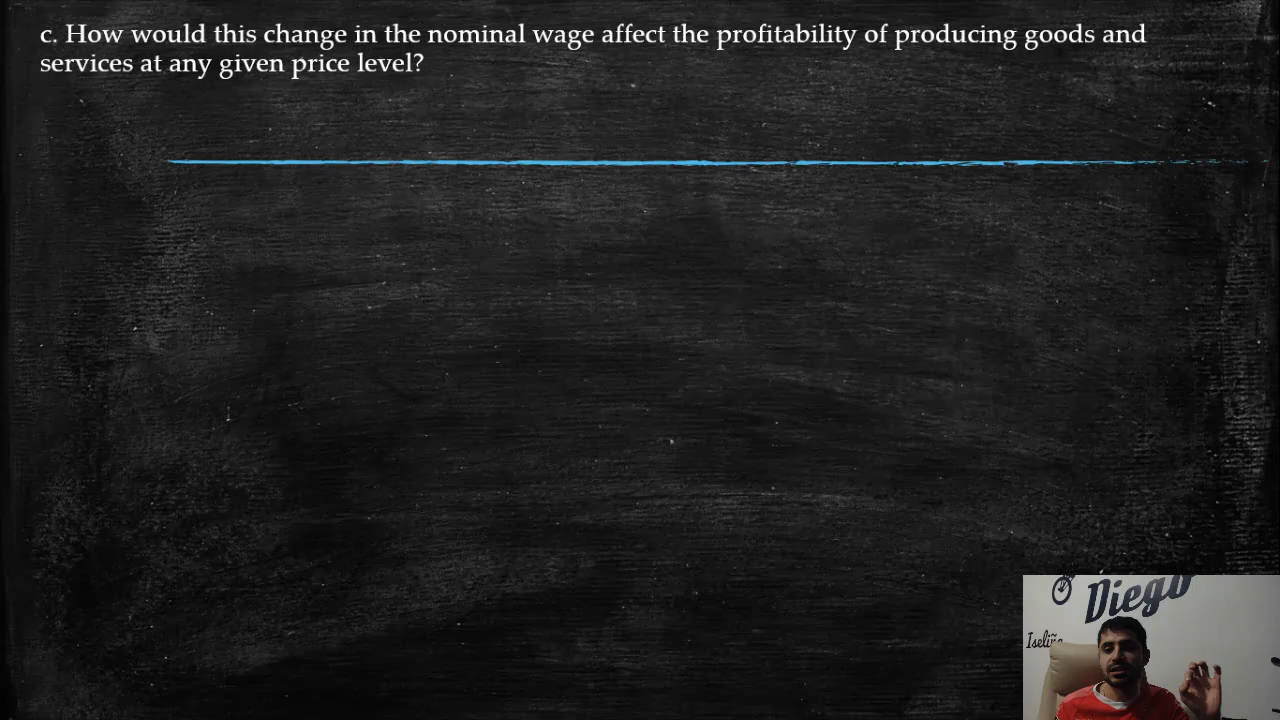 c. How would this change in the nominal wage affect the profitability of producing goods and
services at any given price level?
Diego
Iseliñe